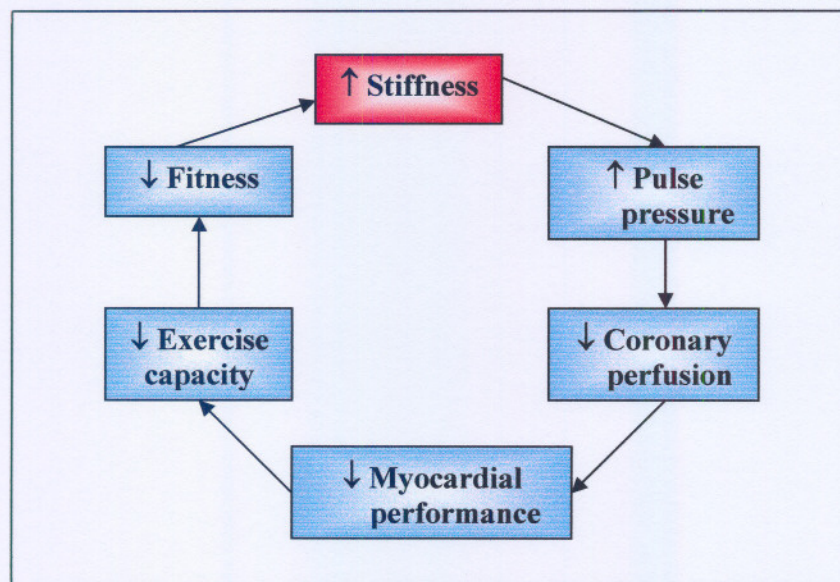 ↑ Stiffness
↑ Pulse
pressure
↓ Coronary
perfusion
↓ Myocardial
performance
↓ Exercise
capacity
↓ Fitness